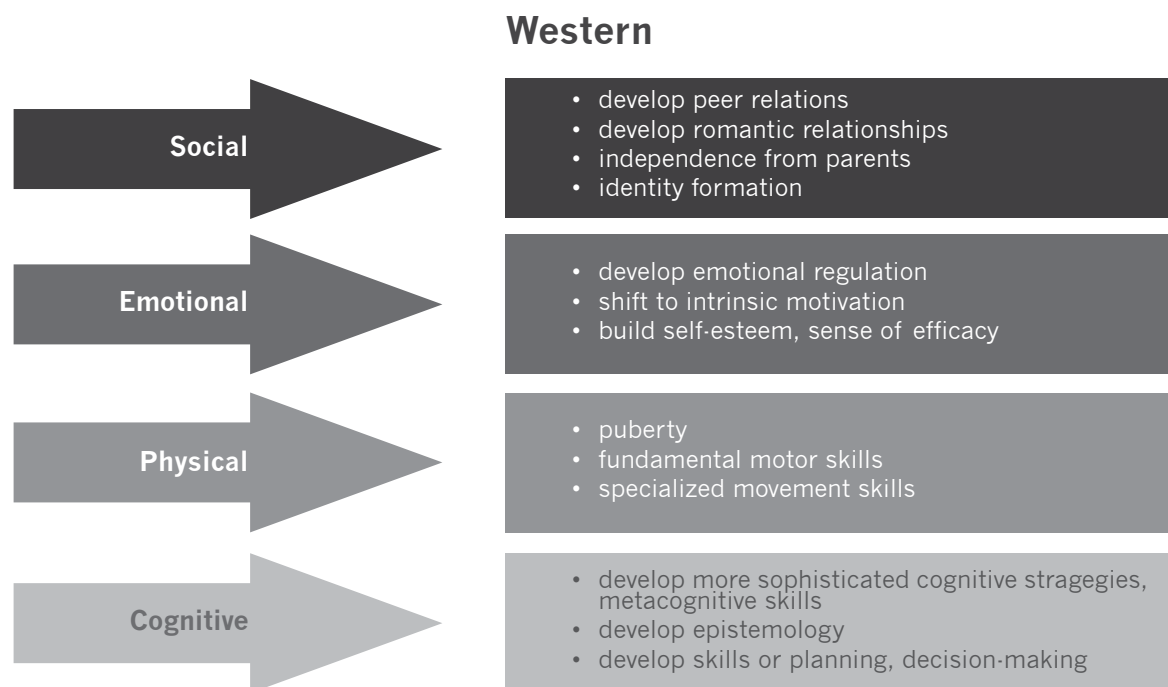 Western
Social
• develop peer relations
• develop romantic relationships
• independence from parents
• identity formation
Emotional
• develop emotional regulation
• shift to intrinsic motivation
• build self-esteem, sense of efficacy
Physical
• puberty
• fundamental motor skills
• specialized movement skills
Cognitive
• develop more sophisticated cognitive stragegies,
metacognitive skills
• develop epistemology
• develop skills or planning, decision-making